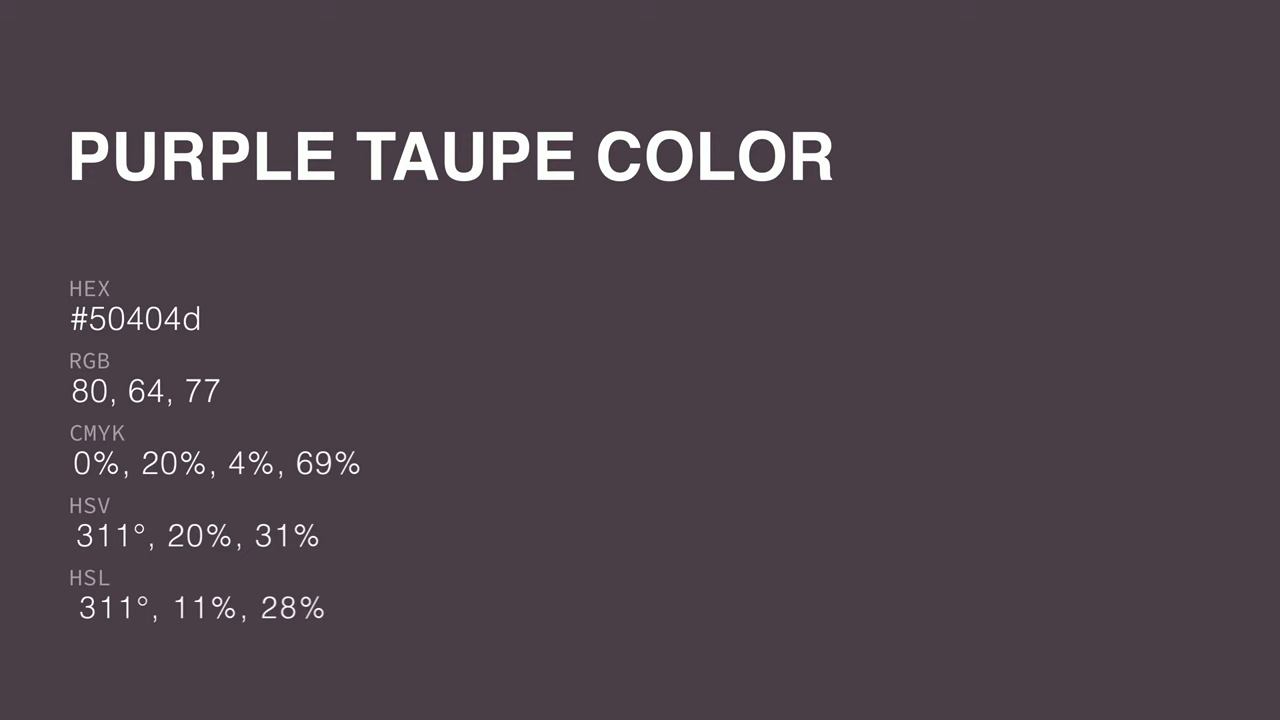 PURPLE TAUPE COLOR
HEX
#50404d
RGB
80, 64, 77
CMYK
0%, 20%, 4%, 69%
HSV
311°, 20%, 31%
HSL
311°, 11%, 28%